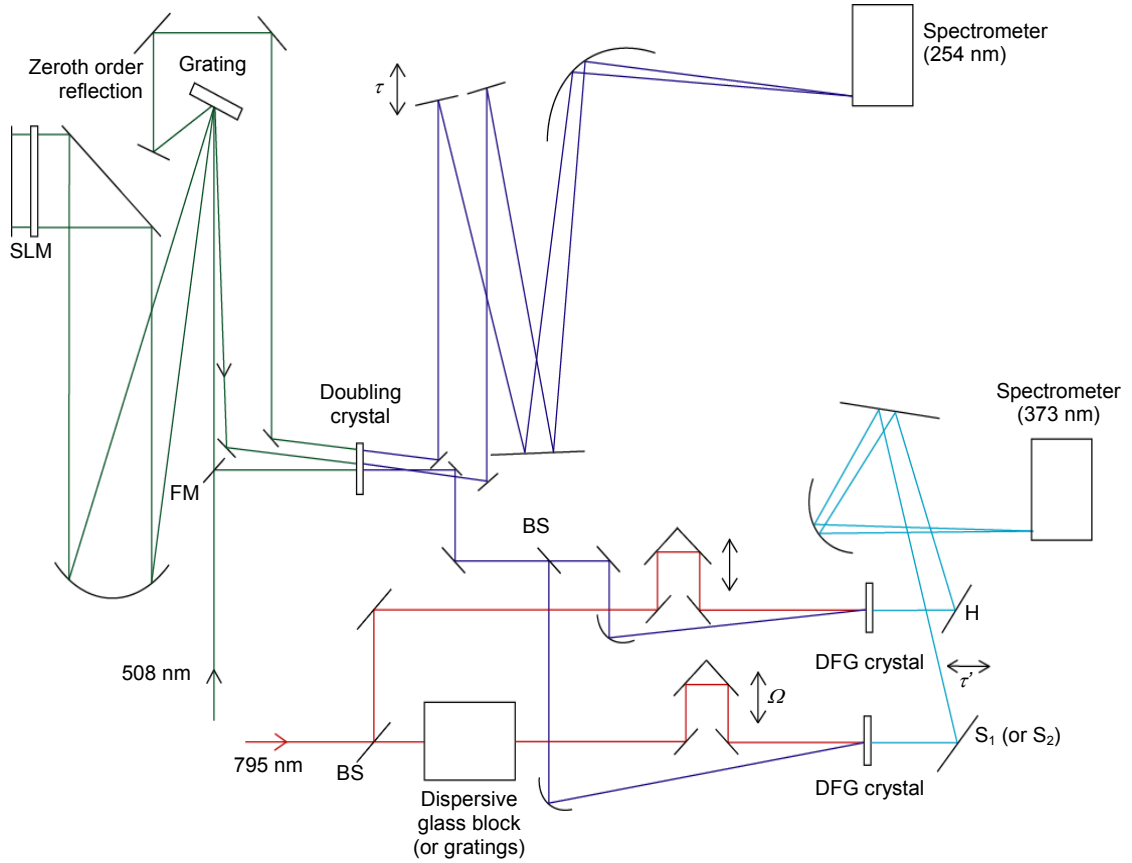 Spectrometer
(254 nm)
Zeroth order
reflection
Grating
τ
SLM
Doubling
crystal
Spectrometer
(373 nm)
FM
BS
H
DFG crystal
τ'
508 nm
Ω
S₁ (or S₂)
795 nm
BS
DFG crystal
Dispersive
glass block
(or gratings)